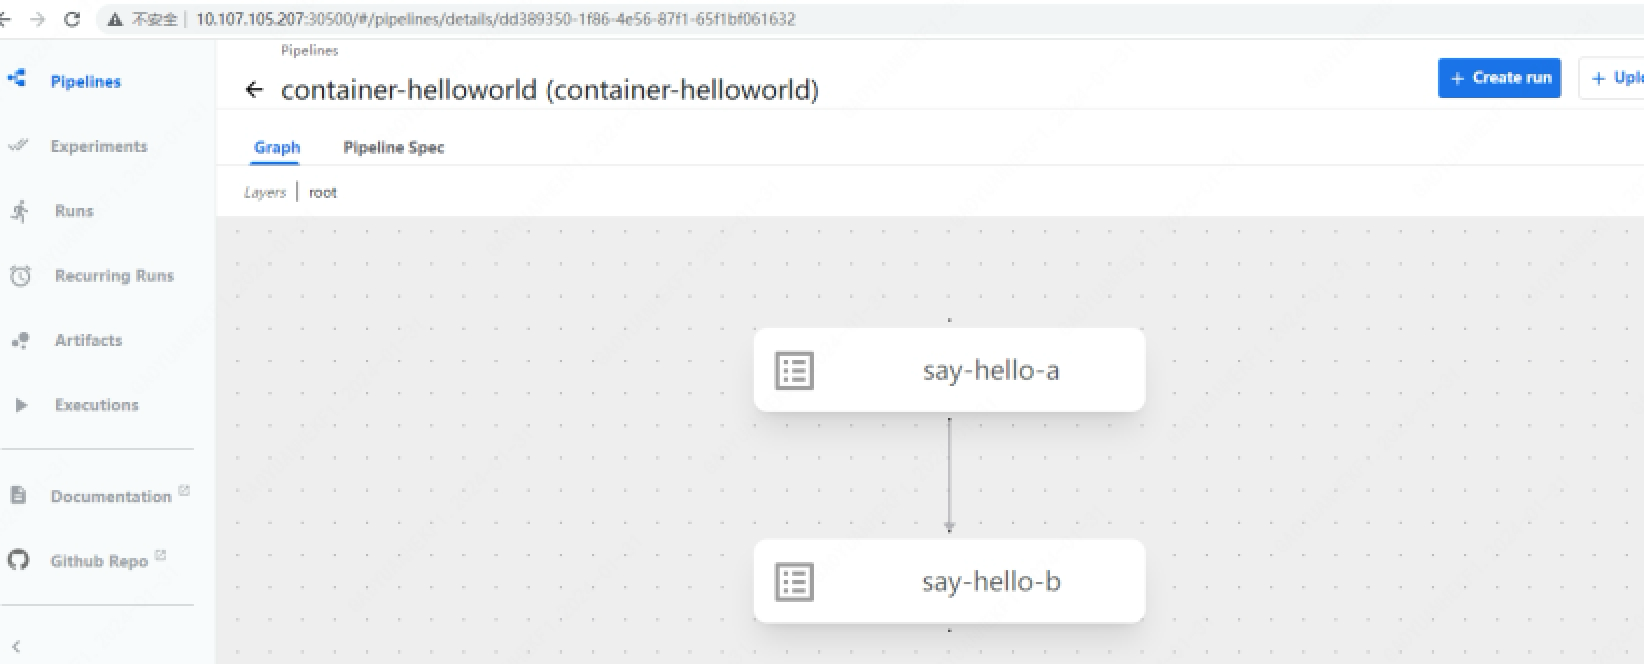 不安全 | 10.107.105.207:30500/#/pipelines/details/dd389350-1f86-4e56-87f1-65f1bf061632
Pipelines
Experiments
Runs
Recurring Runs
Artifacts
Executions
Documentation
Github Repo
Pipelines
container-helloworld (container-helloworld)
+ Create run
+ Uplo
Graph
Pipeline Spec
Layers | root
say-hello-a
say-hello-b